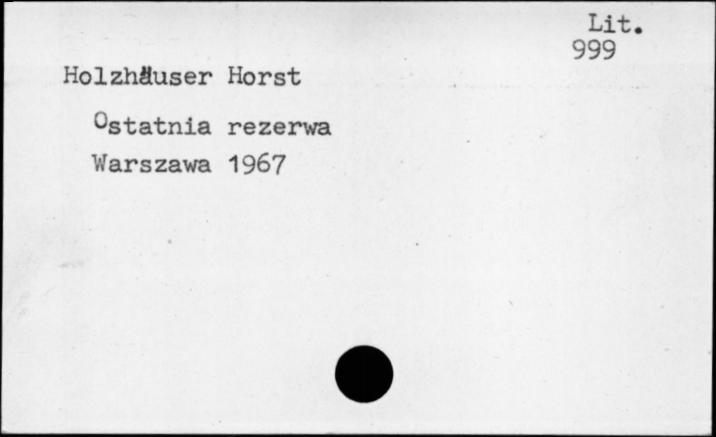 Lit.
999
Holzhäuser Horst
Ostatnia rezerwa
Warszawa 1967